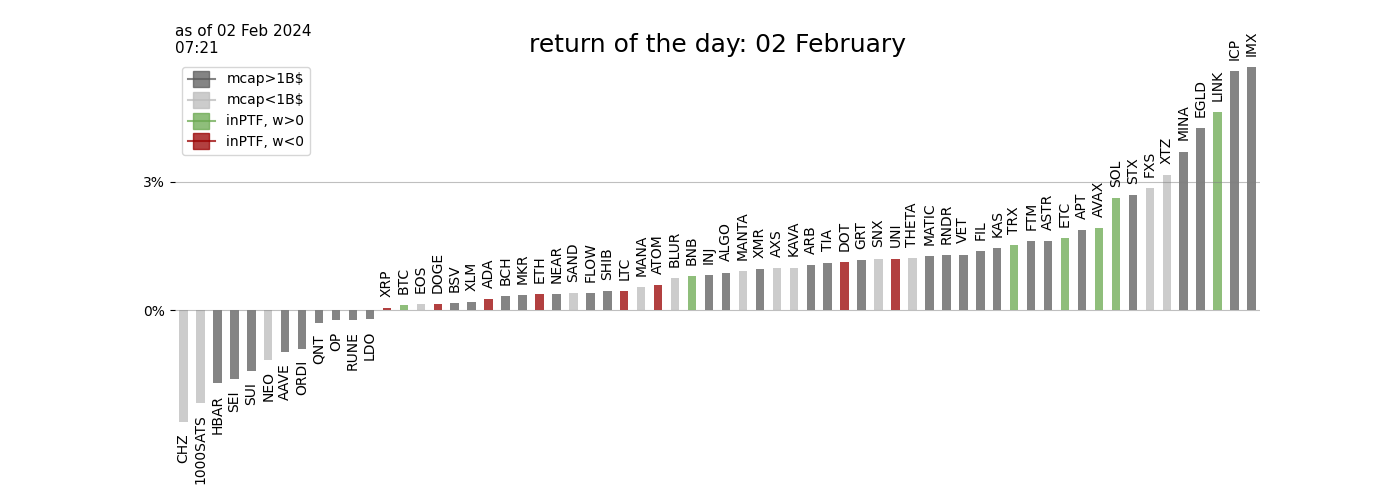 as of 02 Feb 2024
07:21
return of the day: 02 February
mcap>1B$
mcap<1B$
inPTF, w>0
inPTF, w<0
3%
0%
CHZ
1000SATS
HBAR
SEI
SUI
NEO
AAVE
ORDI
QNT
OP
RUNE
LDO
XRP
BTC
EOS
DOGE
BSV
XLM
ADA
BCH
MKR
ETH
NEAR
SAND
FLOW
SHIB
LTC
MANA
ATOM
BLUR
BNB
INJ
ALGO
MANTA
XMR
AXS
KAVA
ARB
TIA
DOT
GRT
SNX
UNI
THETA
MATIC
RNDR
VET
FIL
KAS
TRX
FTM
ASTR
ETC
APT
AVAX
SOL
STX
FXS
XTZ
MINA
EGLD
LINK
ICP
IMX